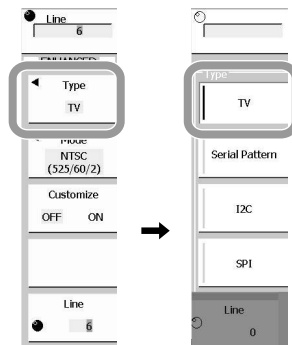 Line
6
ENHANCED
Type
TV
Mode
NTSC
(525/60/2)
Customize
OFF ON
Line
6
Type
TV
Serial Pattern
I2C
SPI
Line
0